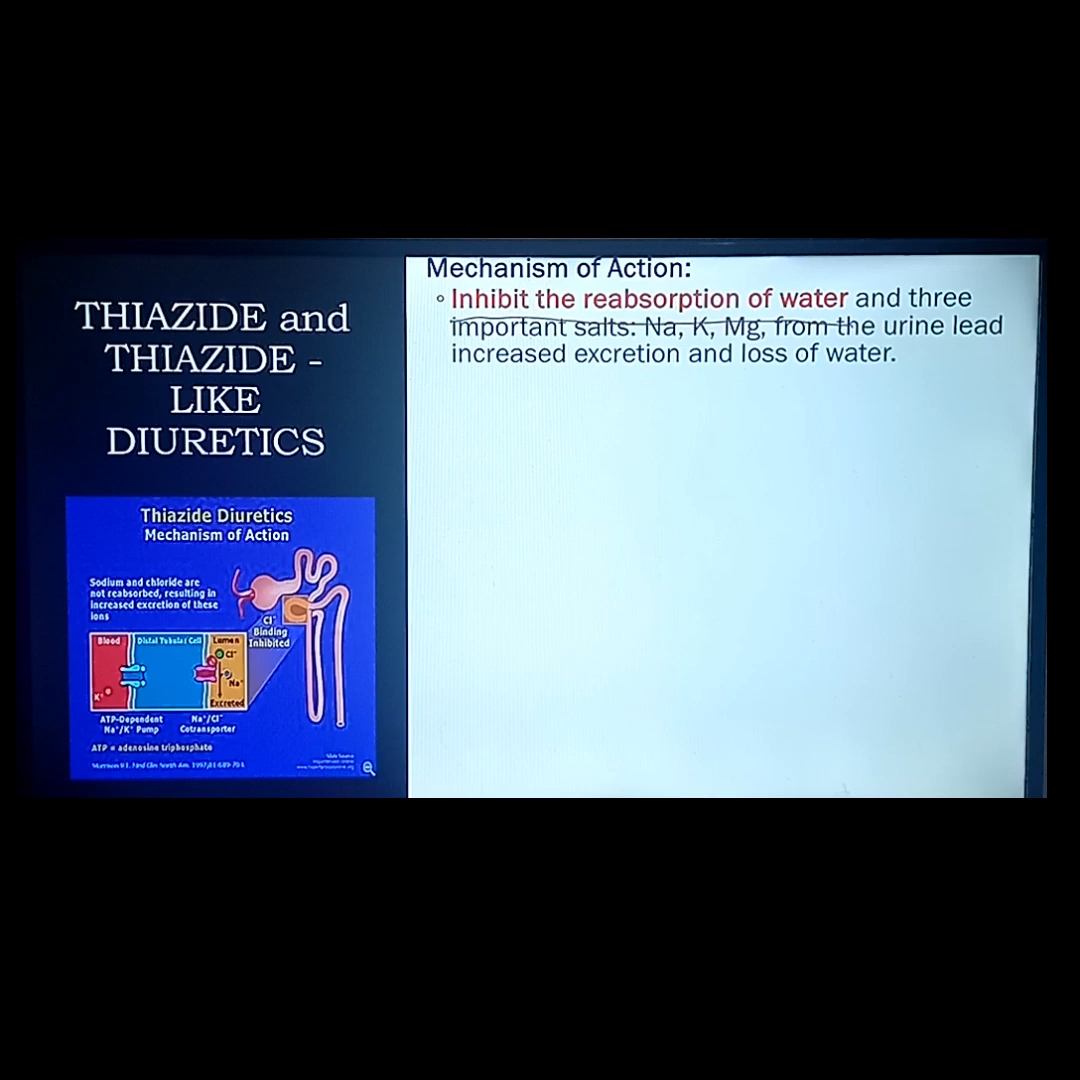 THIAZIDE and
THIAZIDE -
LIKE
DIURETICS
Mechanism of Action:
Inhibit the reabsorption of water and three
important salts: Na, K, Mg, from the urine lead
increased excretion and loss of water.
Thiazide Diuretics
Mechanism of Action
Sodium and chloride are
not reabsorbed, resulting in
increased excretion of these
ions
Cl⁻
Binding
Inhibited
Blood
Distal Tubular Cell
Lumen
Cl⁻
Na⁺
K⁺
Excreted
ATP-Dependent
Na⁺/K⁺ Pump
Na⁺/Cl⁻
Cotransporter
ATP = adenosine triphosphate